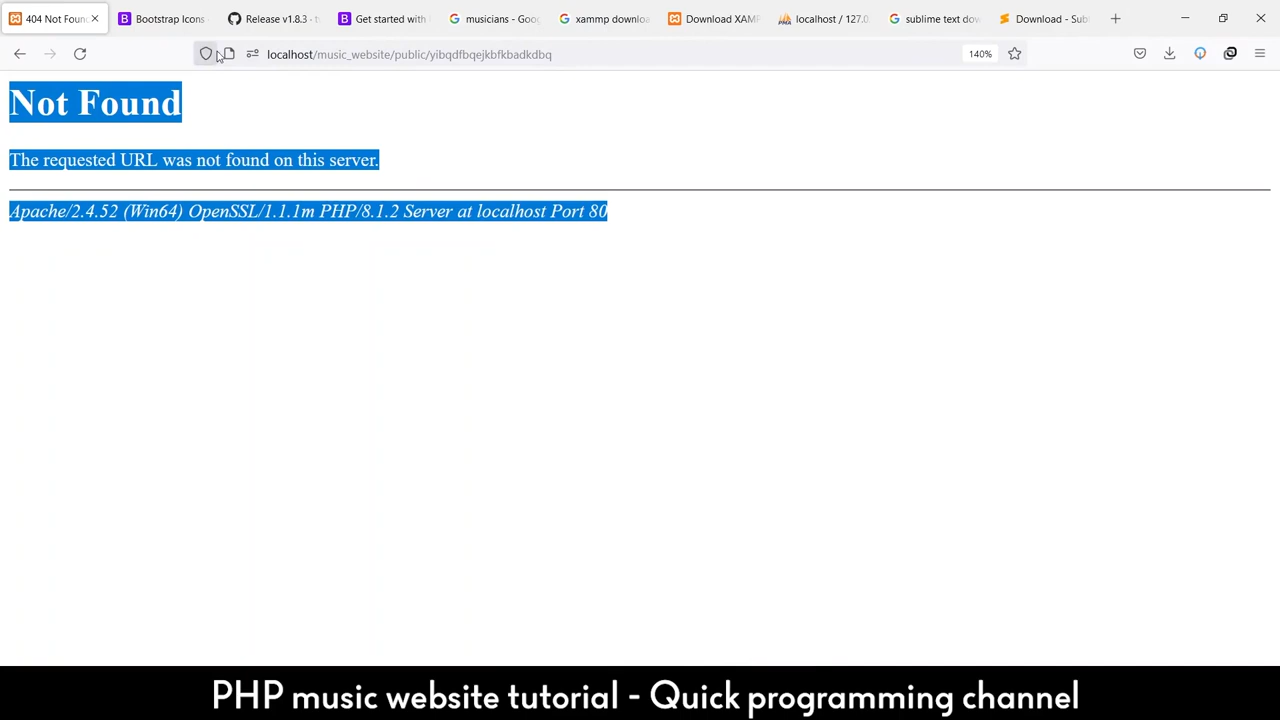 404 Not Foun
Bootstrap Icons
Release v1.8.3 - t
Get started with
musicians - Goo
xammp downlo
Download XAM
localhost / 127.0
sublime text dow
Download - Sub
localhost/music_website/public/yibqdfbqejkbfkbadkdbq
140%
Not Found
The requested URL was not found on this server.
Apache/2.4.52 (Win64) OpenSSL/1.1.1m PHP/8.1.2 Server at localhost Port 80
PHP music website tutorial - Quick programming channel